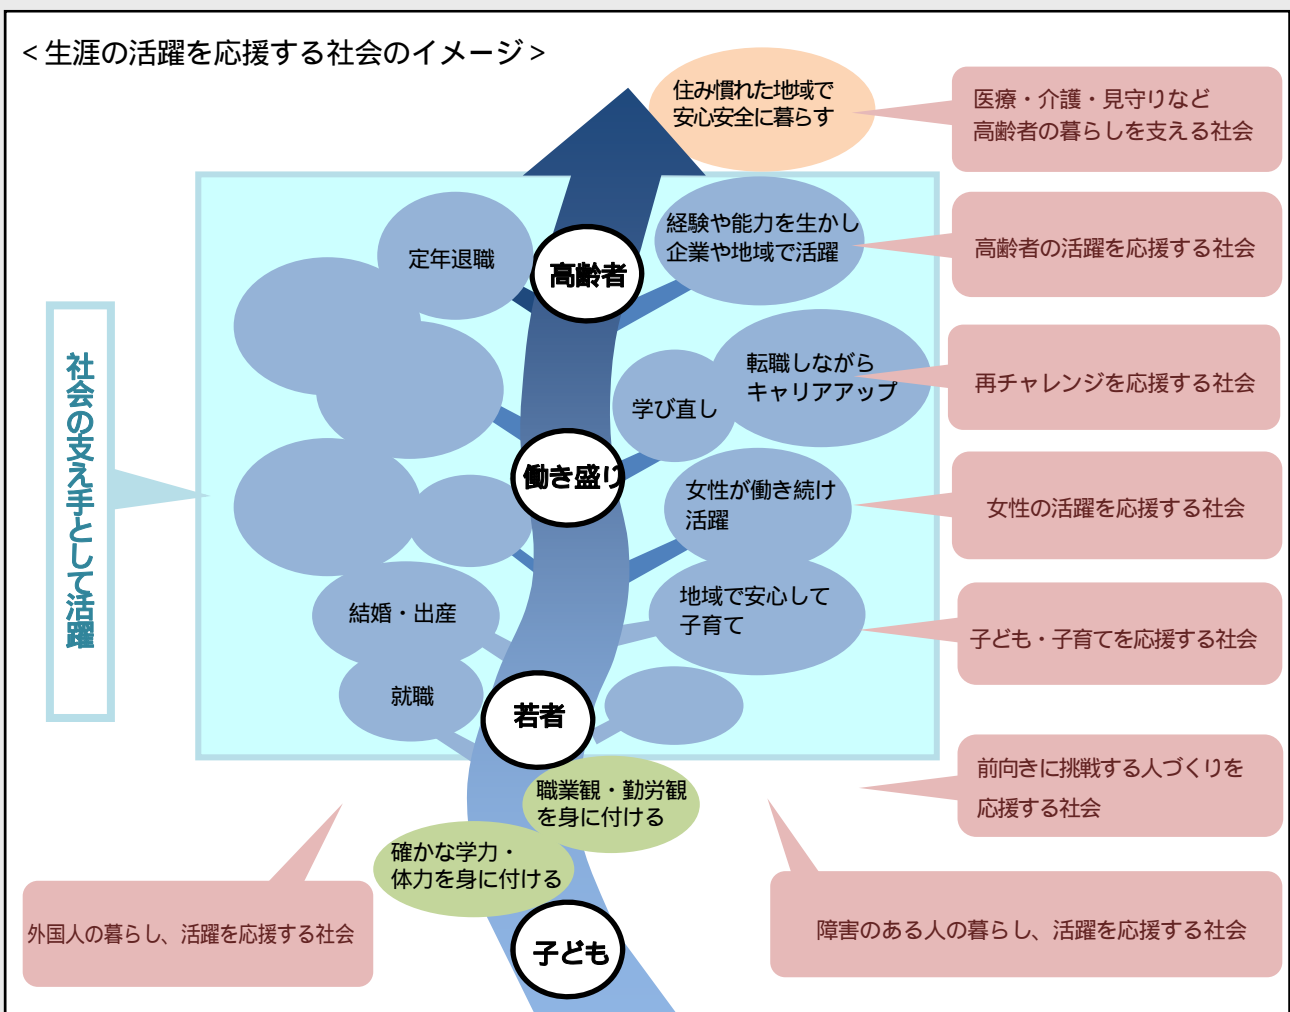 ＜生涯の活躍を応援する社会のイメージ＞
住み慣れた地域で
安心安全に暮らす
医療・介護・見守りなど
高齢者の暮らしを支える社会
定年退職
高齢者
経験や能力を生かし
企業や地域で活躍
高齢者の活躍を応援する社会
社会の支え手として活躍
学び直し
転職しながら
キャリアアップ
再チャレンジを応援する社会
働き盛り
女性が働き続け
活躍
女性の活躍を応援する社会
結婚・出産
地域で安心して
子育て
子ども・子育てを応援する社会
就職
若者
前向きに挑戦する人づくりを
応援する社会
職業観・勤労観
を身に付ける
確かな学力・
体力を身に付ける
外国人の暮らし、活躍を応援する社会
子ども
障害のある人の暮らし、活躍を応援する社会